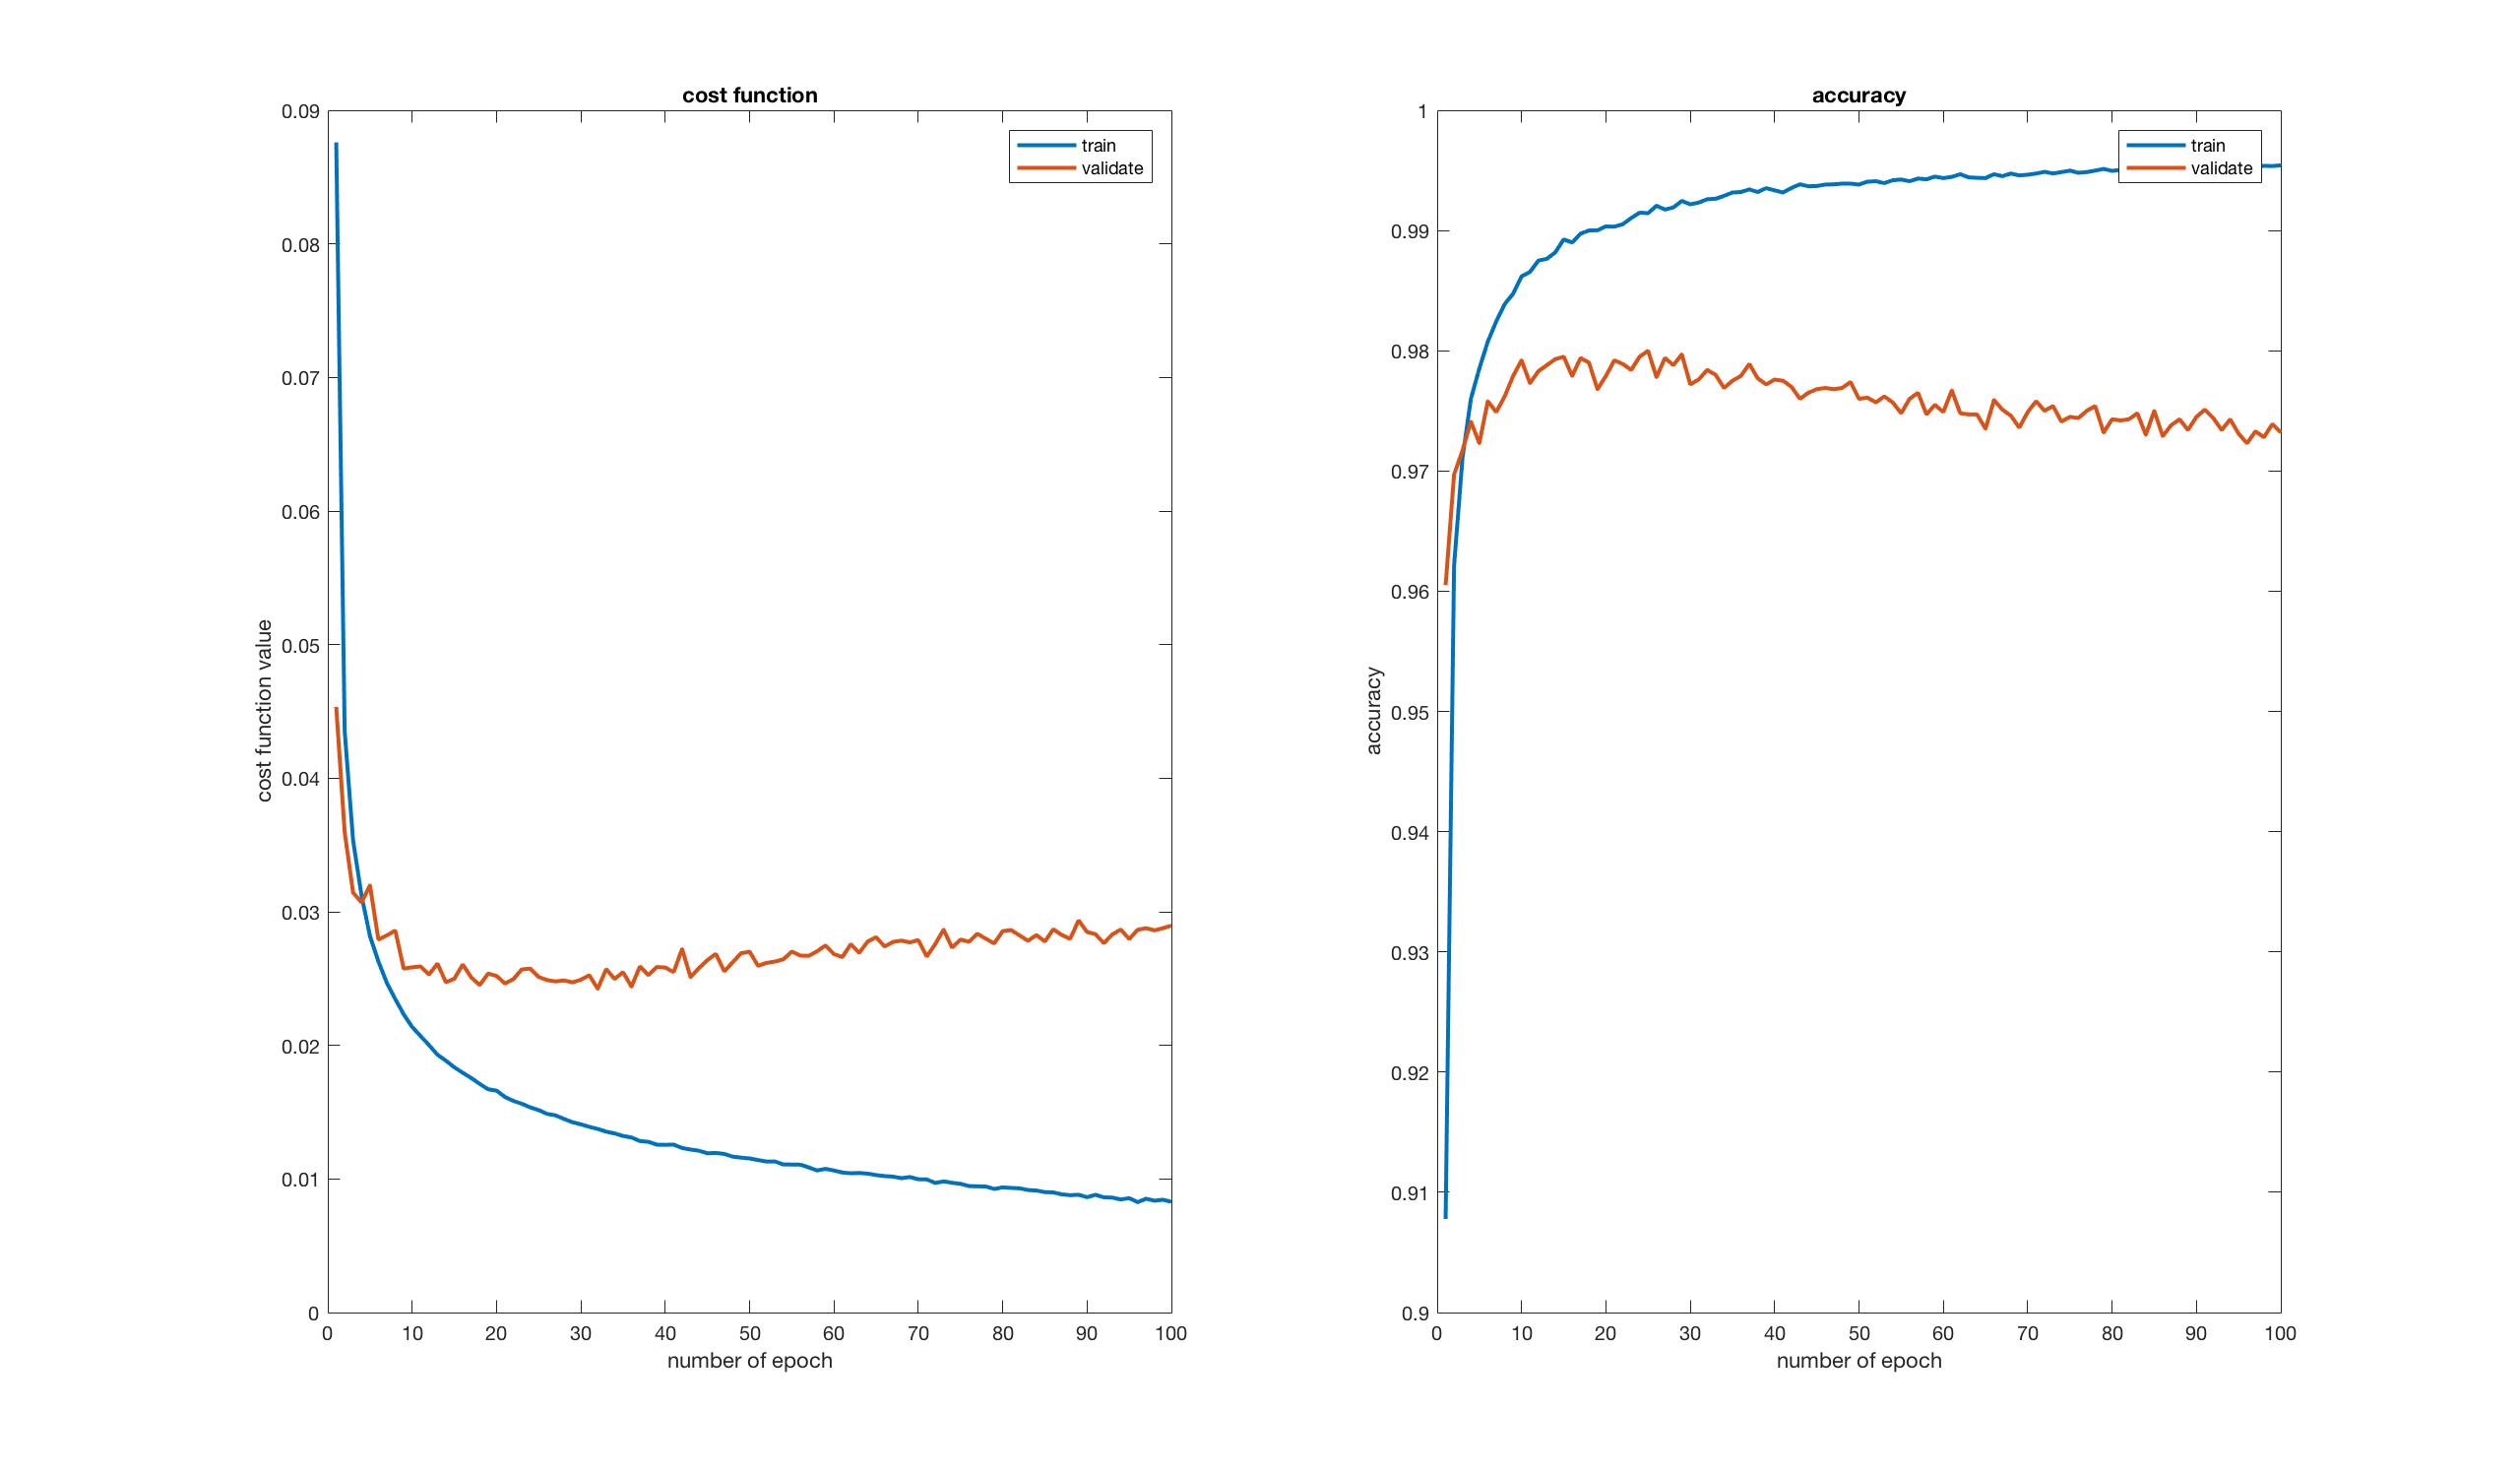 cost function
0.09
0.08
0.07
0.06
0.05
0.04
0.03
0.02
0.01
0
cost function value
train
validate
0 10 20 30 40 50 60 70 80 90 100
number of epoch
accuracy
1
0.99
0.98
0.97
0.96
0.95
0.94
0.93
0.92
0.91
0.9
accuracy
train
validate
0 10 20 30 40 50 60 70 80 90 100
number of epoch